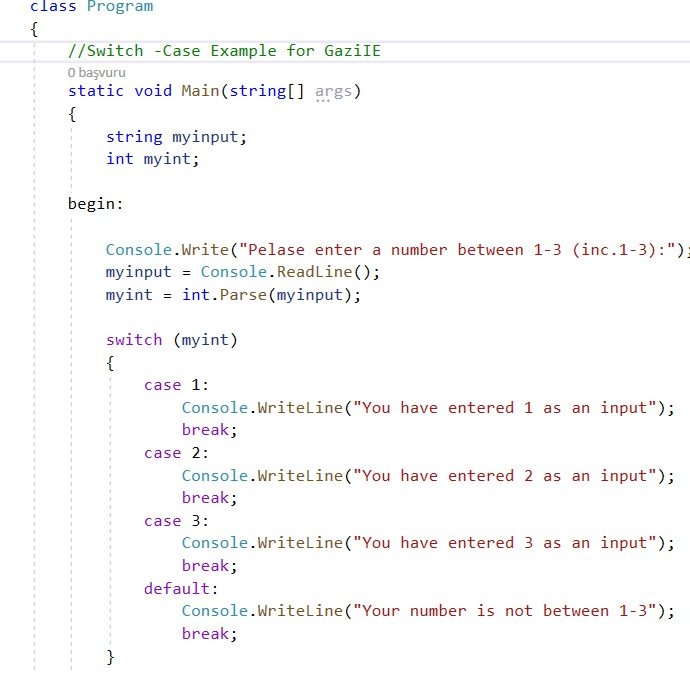 class Program
{
//Switch -Case Example for GaziIE
0 başvuru
static void Main(string[] args)
{
string myinput;
int myint;
begin:
Console.Write("Pelase enter a number between 1-3 (inc.1-3):");
myinput = Console.ReadLine();
myint = int.Parse(myinput);
switch (myint)
{
case 1:
Console.WriteLine("You have entered 1 as an input");
break;
case 2:
Console.WriteLine("You have entered 2 as an input");
break;
case 3:
Console.WriteLine("You have entered 3 as an input");
break;
default:
Console.WriteLine("Your number is not between 1-3");
break;
}